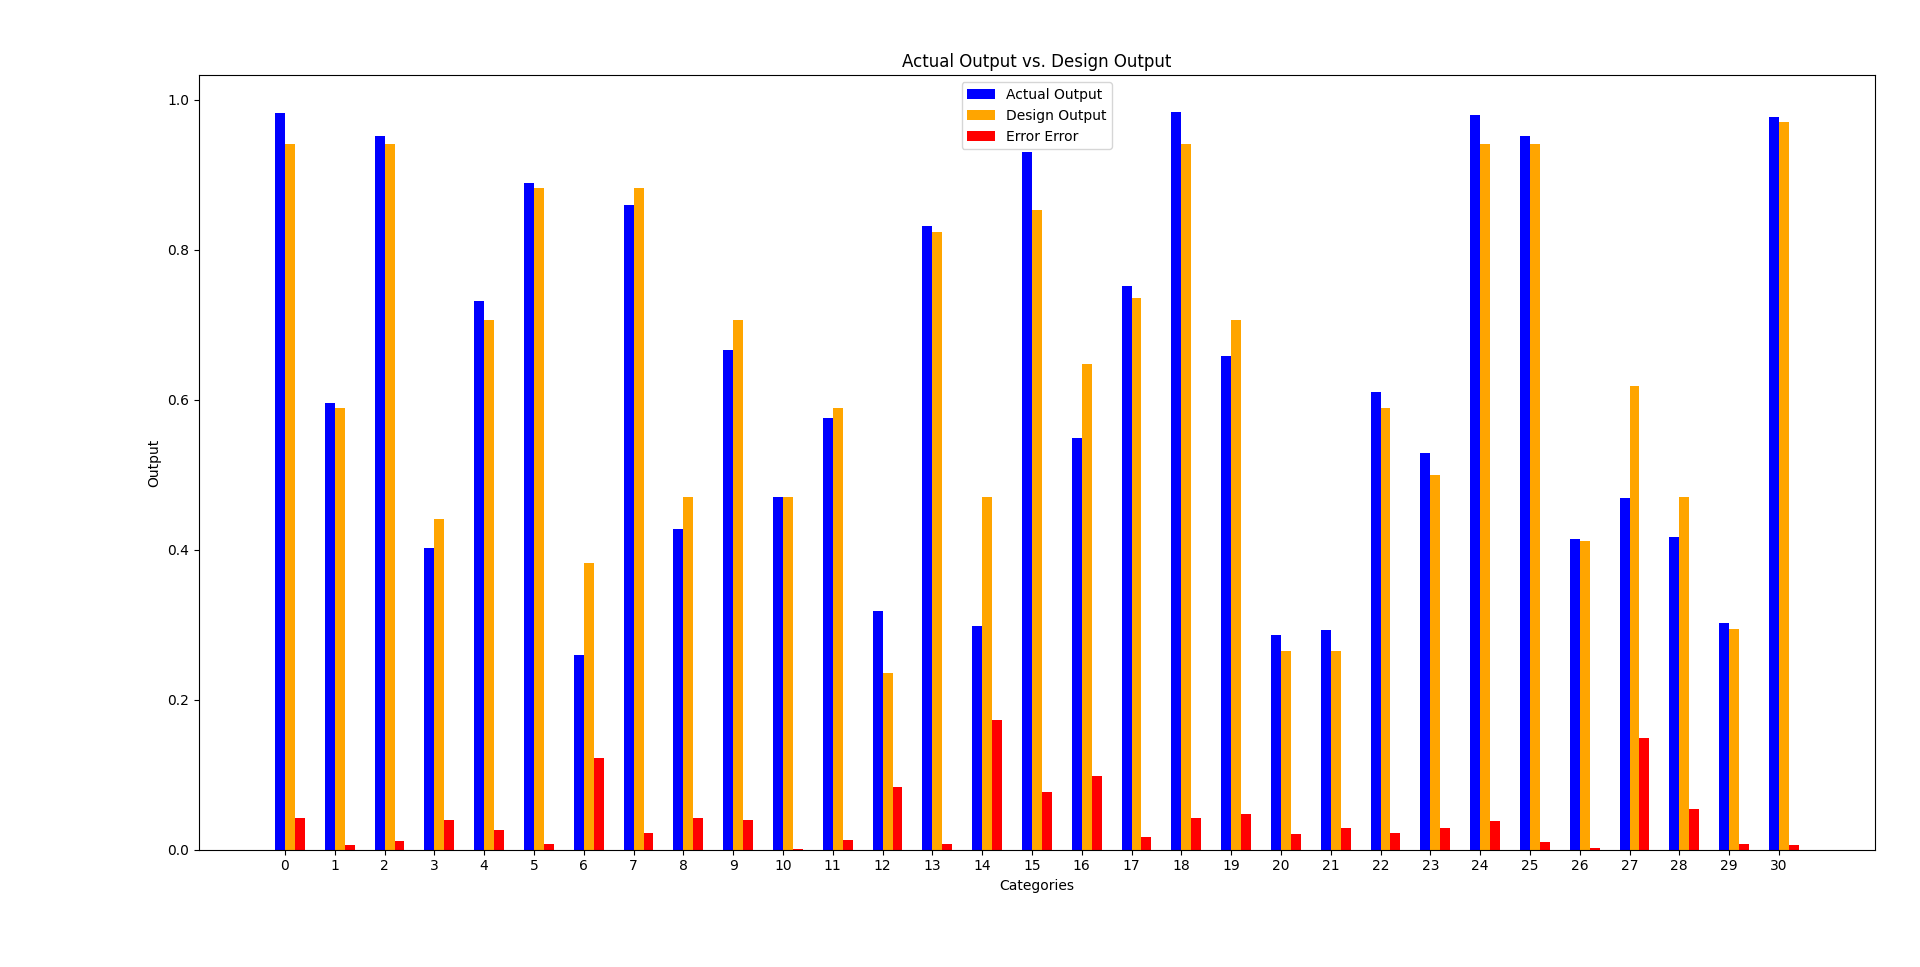 Actual Output vs. Design Output
Actual Output
Design Output
Error Error
1.0
0.8
0.6
0.4
0.2
0.0
Output
0 1 2 3 4 5 6 7 8 9 10 11 12 13 14 15 16 17 18 19 20 21 22 23 24 25 26 27 28 29 30
Categories